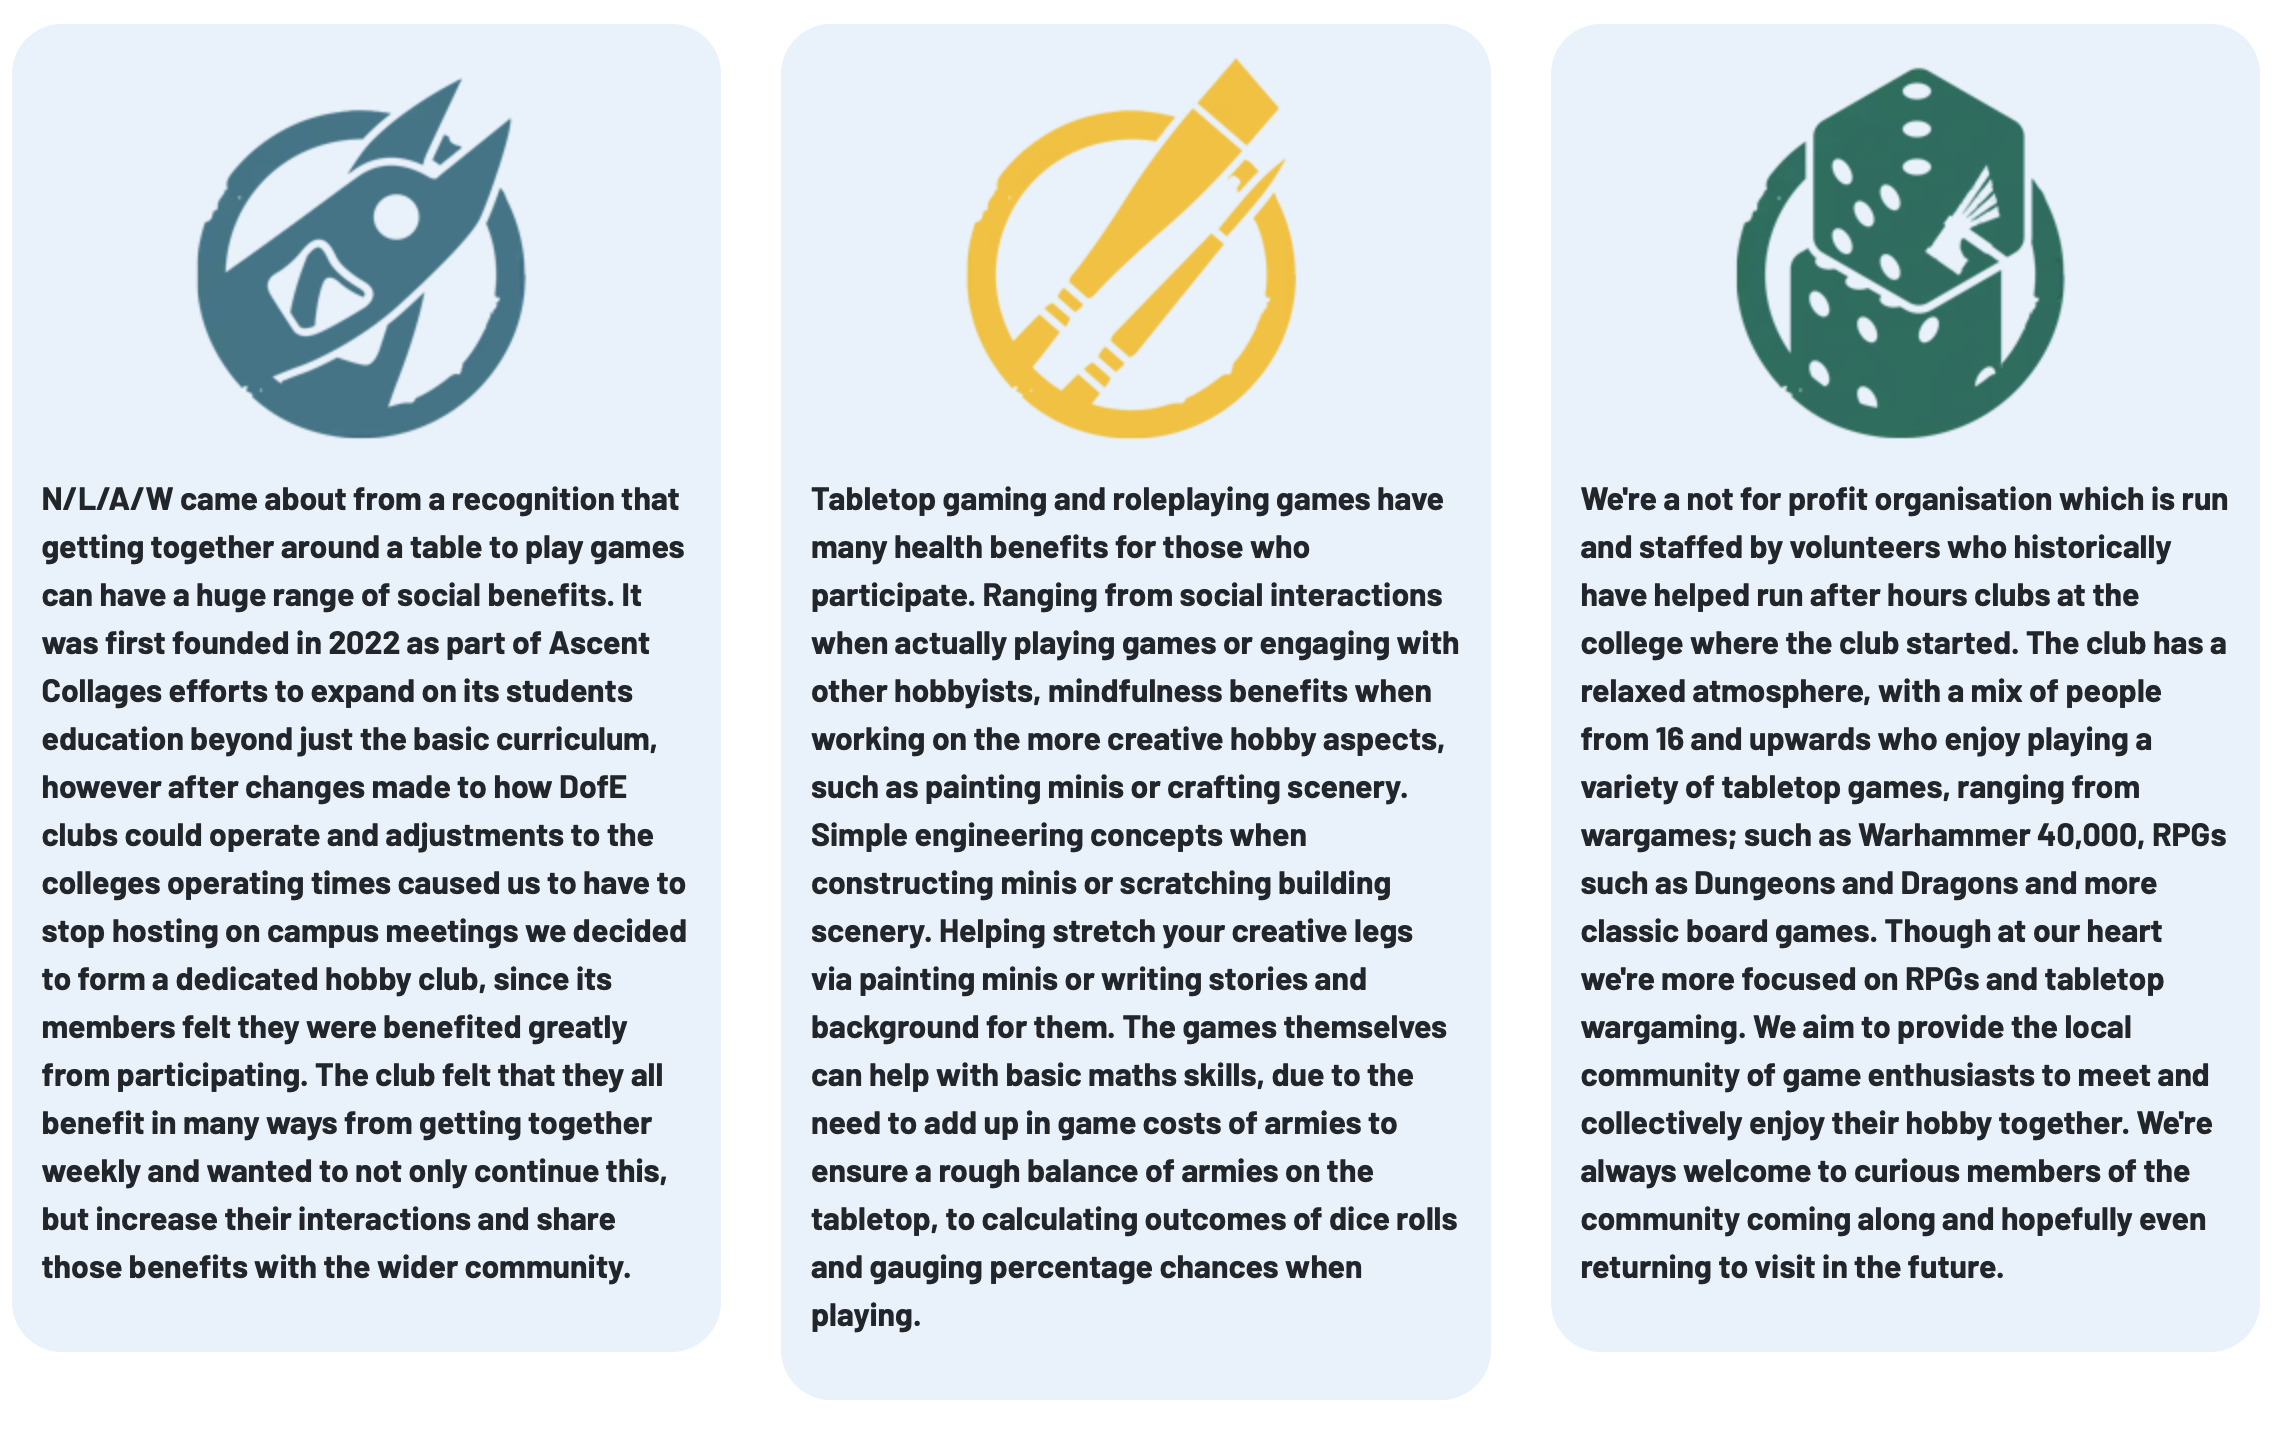 N/L/A/W came about from a recognition that
getting together around a table to play games
can have a huge range of social benefits. It
was first founded in 2022 as part of Ascent
Collages efforts to expand on its students
education beyond just the basic curriculum,
however after changes made to how DofE
clubs could operate and adjustments to the
colleges operating times caused us to have to
stop hosting on campus meetings we decided
to form a dedicated hobby club, since its
members felt they were benefited greatly
from participating. The club felt that they all
benefit in many ways from getting together
weekly and wanted to not only continue this,
but increase their interactions and share
those benefits with the wider community.
Tabletop gaming and roleplaying games have
many health benefits for those who
participate. Ranging from social interactions
when actually playing games or engaging with
other hobbyists, mindfulness benefits when
working on the more creative hobby aspects,
such as painting minis or crafting scenery.
Simple engineering concepts when
constructing minis or scratching building
scenery. Helping stretch your creative legs
via painting minis or writing stories and
background for them. The games themselves
can help with basic maths skills, due to the
need to add up in game costs of armies to
ensure a rough balance of armies on the
tabletop, to calculating outcomes of dice rolls
and gauging percentage chances when
playing.
We're a not for profit organisation which is run
and staffed by volunteers who historically
have helped run after hours clubs at the
college where the club started. The club has a
relaxed atmosphere, with a mix of people
from 16 and upwards who enjoy playing a
variety of tabletop games, ranging from
wargames; such as Warhammer 40,000, RPGs
such as Dungeons and Dragons and more
classic board games. Though at our heart
we're more focused on RPGs and tabletop
wargaming. We aim to provide the local
community of game enthusiasts to meet and
collectively enjoy their hobby together. We're
always welcome to curious members of the
community coming along and hopefully even
returning to visit in the future.